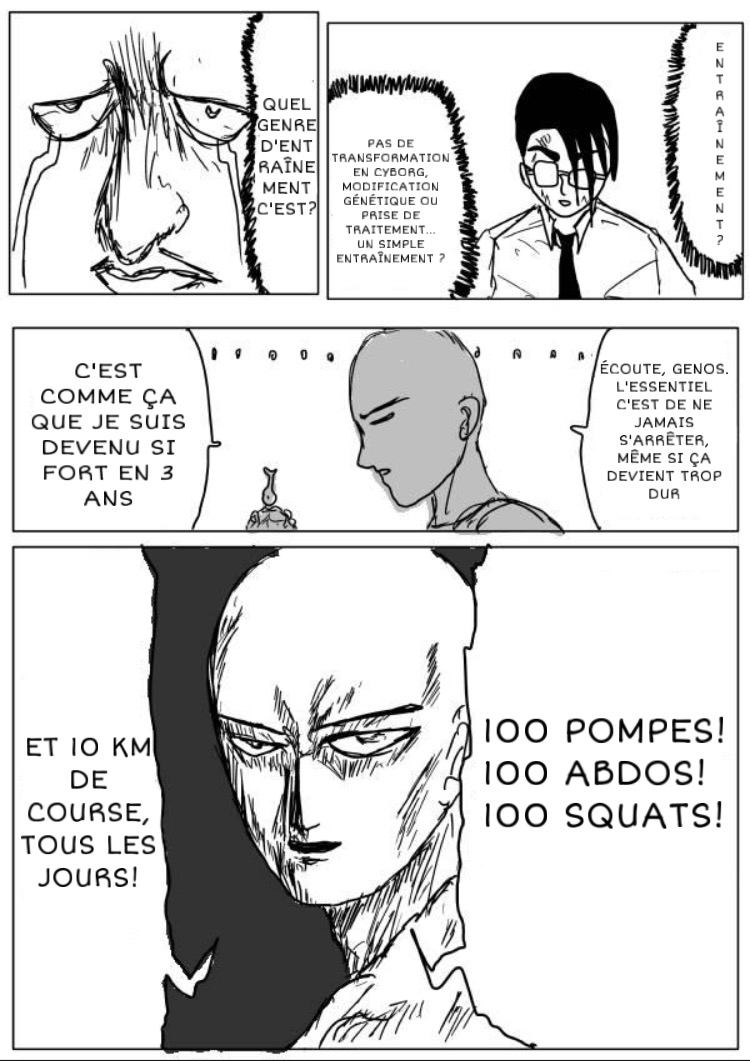 ENTRAÎNEMENT?
PAS DE
TRANSFORMATION
EN CYBORG,
MODIFICATION
GÉNÉTIQUE OU
PRISE DE
TRAITEMENT...
UN SIMPLE
ENTRAÎNEMENT ?
QUEL
GENRE
D'ENT
RAÎNE
MENT
C'EST?
ÉCOUTE, GENOS.
L'ESSENTIEL
C'EST DE NE
JAMAIS
S'ARRÊTER,
MÊME SI ÇA
DEVIENT TROP
DUR
C'EST
COMME ÇA
QUE JE SUIS
DEVENU SI
FORT EN 3
ANS
100 POMPES!
100 ABDOS!
100 SQUATS!
ET 10 KM
DE
COURSE,
TOUS LES
JOURS!